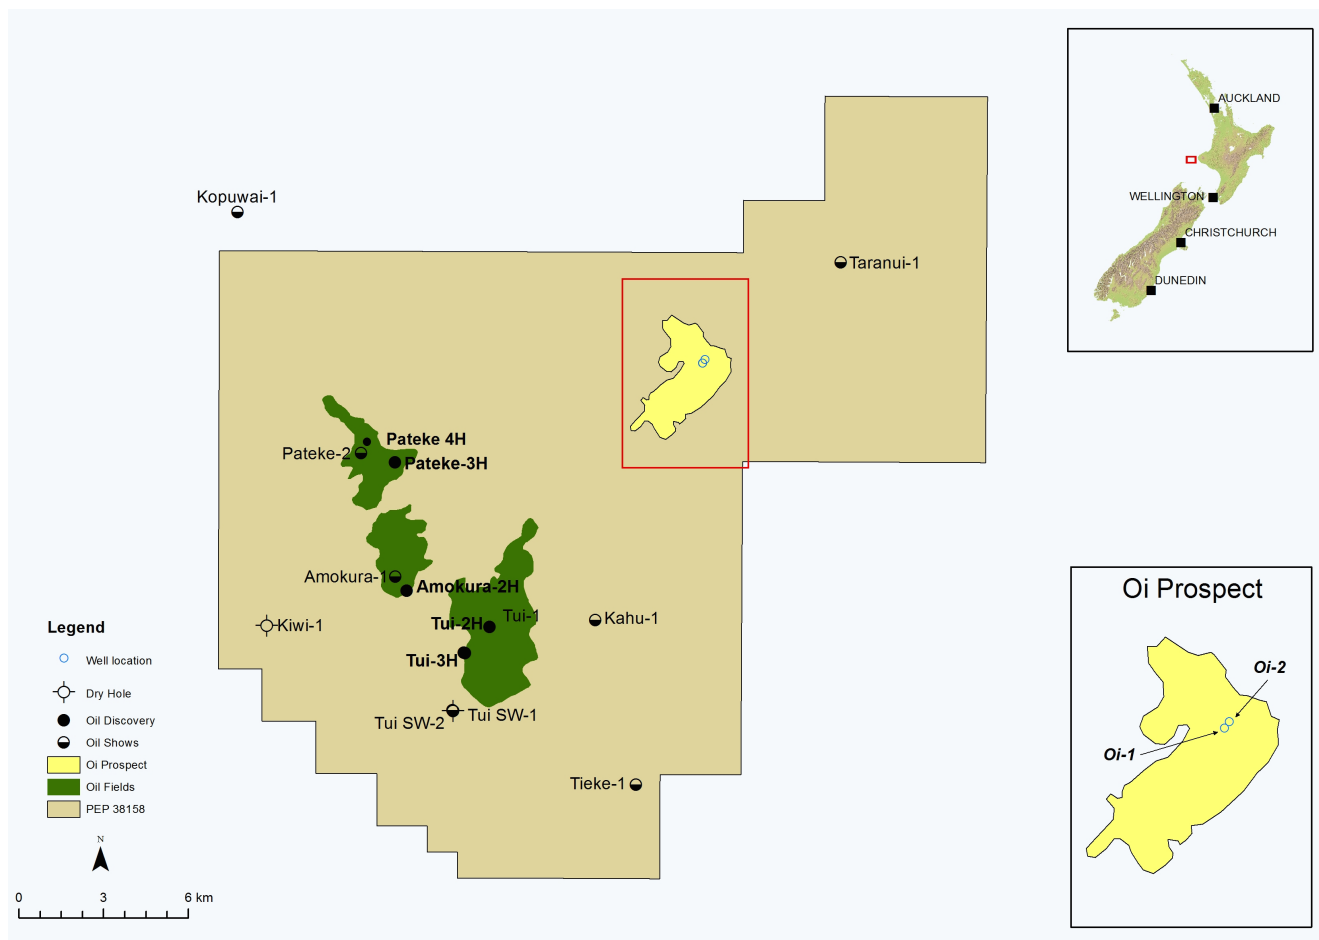 AUCKLAND
WELLINGTON
CHRISTCHURCH
DUNEDIN
Kopuwai-1
Taranui-1
Pateke 4H
Pateke-2
Pateke-3H
Amokura-1
Amokura-2H
Tui-1
Tui-2H
Kahu-1
Kiwi-1
Tui-3H
Tui SW-2
Tui SW-1
Tieke-1
Legend
Well location
Dry Hole
Oil Discovery
Oil Shows
Oi Prospect
Oil Fields
PEP 38158
N
0 3 6 km
Oi Prospect
Oi-2
Oi-1